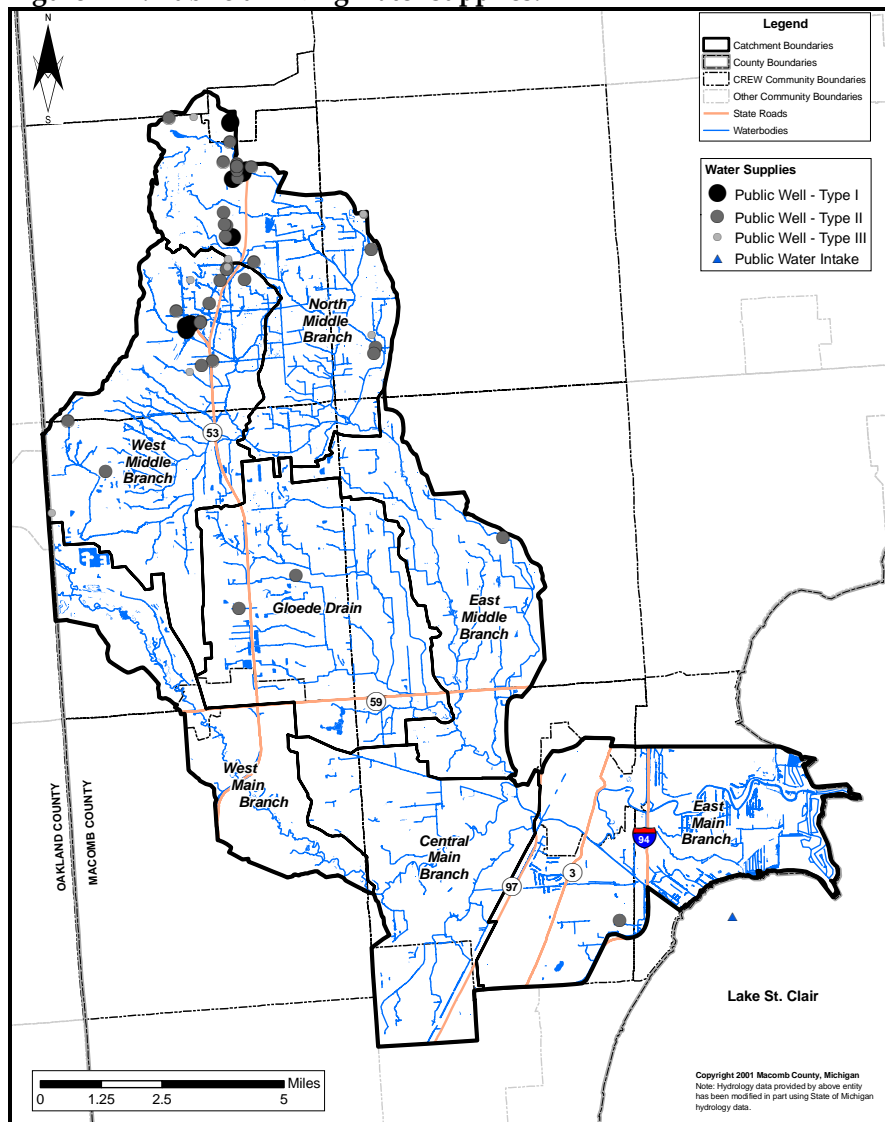 N
S
Legend
Catchment Boundaries
County Boundaries
CREW Community Boundaries
Other Community Boundaries
State Roads
Waterbodies
Water Supplies
Public Well - Type I
Public Well - Type II
Public Well - Type III
Public Water Intake
North
Middle
Branch
53
West
Middle
Branch
Gloede Drain
East
Middle
Branch
59
West
Main
Branch
OAKLAND COUNTY
MACOMB COUNTY
Central
Main
Branch
East
Main
Branch
94
97
3
Lake St. Clair
Miles
0
1.25
2.5
5
Copyright 2001 Macomb County, Michigan
Note: Hydrology data provided by above entity
has been modified in part using State of Michigan
hydrology data.